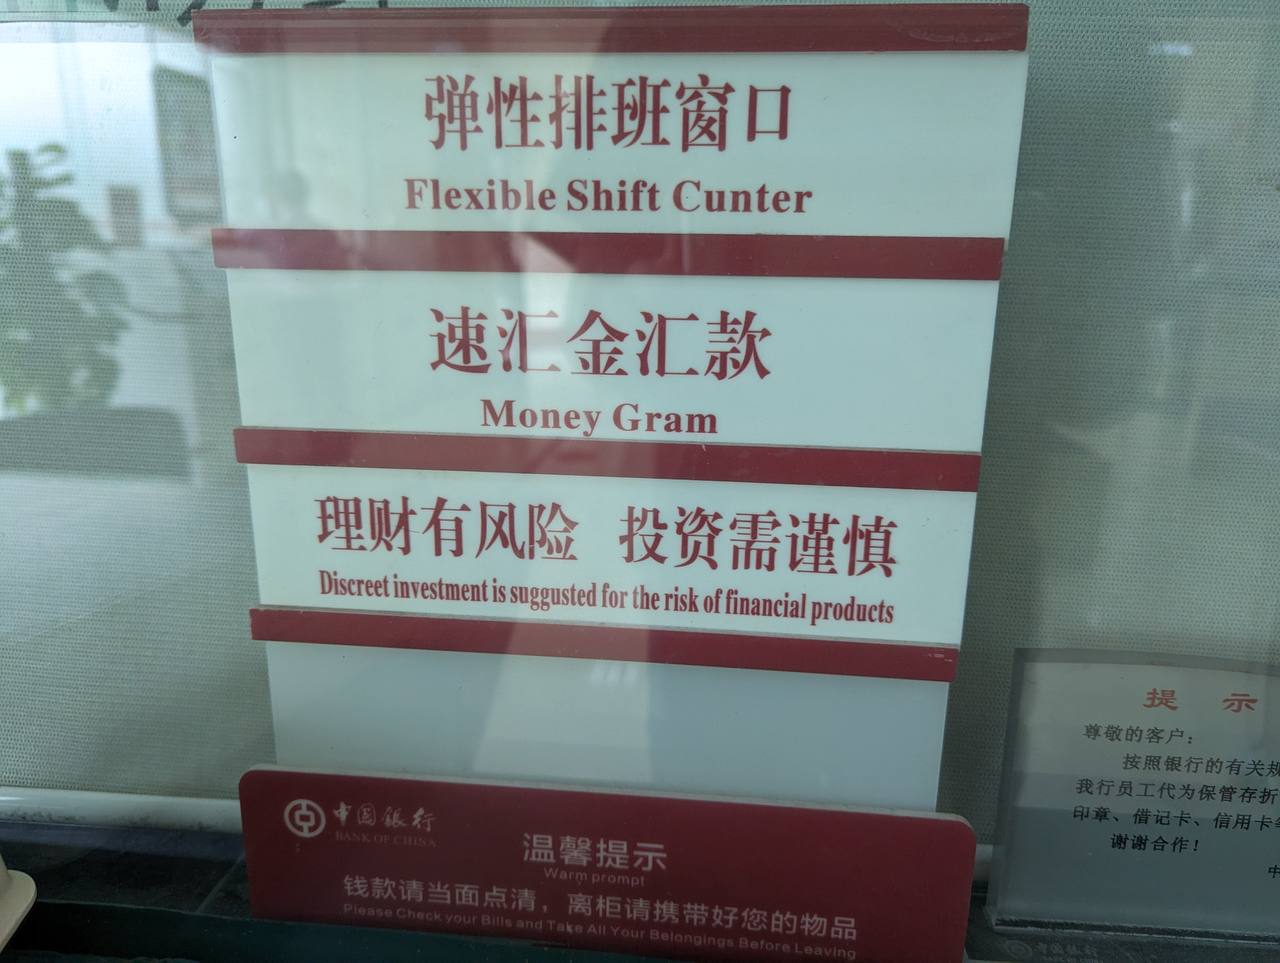 弹性排班窗口
Flexible Shift Cunter
速汇金汇款
Money Gram
理财有风险 投资需谨慎
Discreet investment is suggusted for the risk of financial products
中国银行
BANK OF CHINA
温馨提示
Warm prompt
钱款请当面点清，离柜请携带好您的物品
Please Check your Bills and Take All Your Belongings Before Leaving
提 示
尊敬的客户：
按照银行的有关规
我行员工代为保管存折
印章、借记卡、信用卡
谢谢合作！
中
中国银行